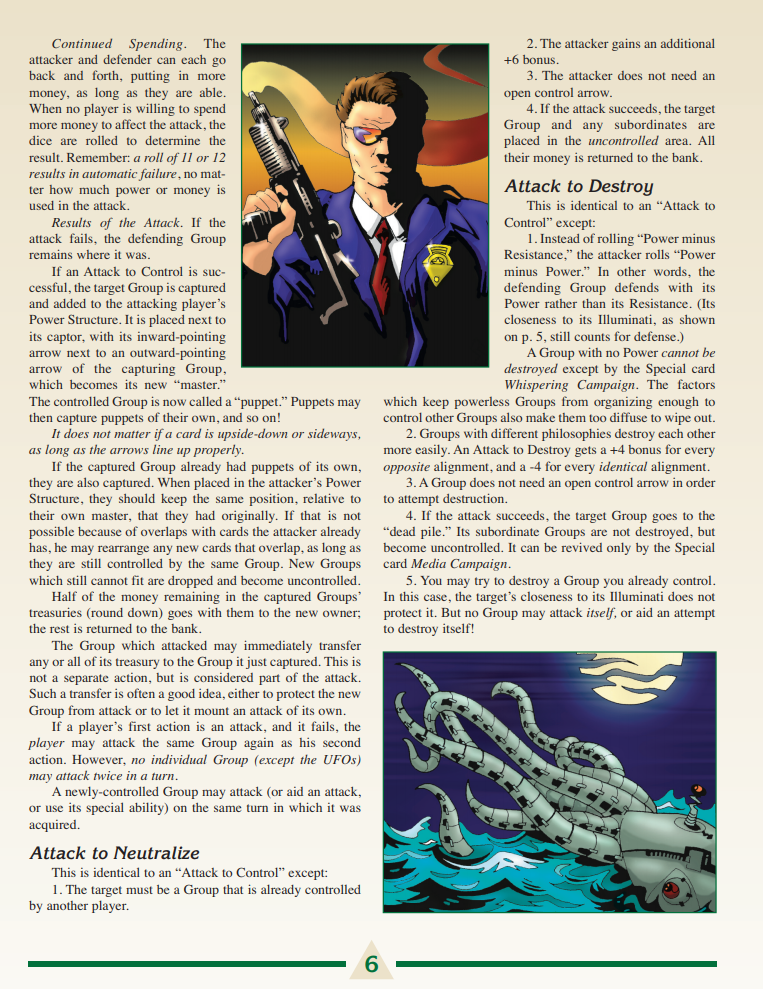 Continued Spending. The
attacker and defender can each go
back and forth, putting in more
money, as long as they are able.
When no player is willing to spend
more money to affect the attack, the
dice are rolled to determine the
result. Remember: a roll of 11 or 12
results in automatic failure, no mat-
ter how much power or money is
used in the attack.
Results of the Attack. If the
attack fails, the defending Group
remains where it was.
If an Attack to Control is suc-
cessful, the target Group is captured
and added to the attacking player's
Power Structure. It is placed next to
its captor, with its inward-pointing
arrow next to an outward-pointing
arrow of the capturing Group,
which becomes its new “master.”
The controlled Group is now called a “puppet.” Puppets may
then capture puppets of their own, and so on!
It does not matter if a card is upside-down or sideways,
as long as the arrows line up properly.
If the captured Group already had puppets of its own,
they are also captured. When placed in the attacker's Power
Structure, they should keep the same position, relative to
their own master, that they had originally. If that is not
possible because of overlaps with cards the attacker already
has, he may rearrange any new cards that overlap, as long as
they are still controlled by the same Group. New Groups
which still cannot fit are dropped and become uncontrolled.
Half of the money remaining in the captured Groups'
treasuries (round down) goes with them to the new owner;
the rest is returned to the bank.
The Group which attacked may immediately transfer
any or all of its treasury to the Group it just captured. This is
not a separate action, but is considered part of the attack.
Such a transfer is often a good idea, either to protect the new
Group from attack or to let it mount an attack of its own.
If a player's first action is an attack, and it fails, the
player may attack the same Group again as his second
action. However, no individual Group (except the UFOs)
may attack twice in a turn.
A newly-controlled Group may attack (or aid an attack,
or use its special ability) on the same turn in which it was
acquired.
Attack to Neutralize
This is identical to an “Attack to Control” except:
1. The target must be a Group that is already controlled
by another player.
2. The attacker gains an additional
+6 bonus.
3. The attacker does not need an
open control arrow.
4. If the attack succeeds, the target
Group and any subordinates are
placed in the uncontrolled area. All
their money is returned to the bank.
Attack to Destroy
This is identical to an “Attack to
Control” except:
1. Instead of rolling “Power minus
Resistance,” the attacker rolls “Power
minus Power.” In other words, the
defending Group defends with its
Power rather than its Resistance. (Its
closeness to its Illuminati, as shown
on p. 5, still counts for defense.)
A Group with no Power cannot be
destroyed except by the Special card
Whispering Campaign. The factors
which keep powerless Groups from organizing enough to
control other Groups also make them too diffuse to wipe out.
2. Groups with different philosophies destroy each other
more easily. An Attack to Destroy gets a +4 bonus for every
opposite alignment, and a -4 for every identical alignment.
3. A Group does not need an open control arrow in order
to attempt destruction.
4. If the attack succeeds, the target Group goes to the
“dead pile.” Its subordinate Groups are not destroyed, but
become uncontrolled. It can be revived only by the Special
card Media Campaign.
5. You may try to destroy a Group you already control.
In this case, the target's closeness to its Illuminati does not
protect it. But no Group may attack itself, or aid an attempt
to destroy itself!
6